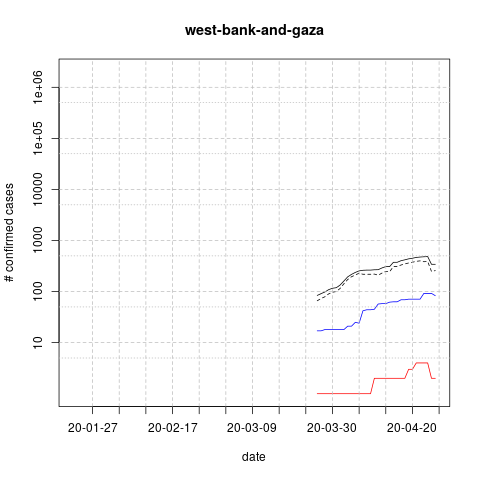 west-bank-and-gaza
# confirmed cases
1e+06
1e+05
10000
1000
100
10
20-01-27 20-02-17 20-03-09 20-03-30 20-04-20
date